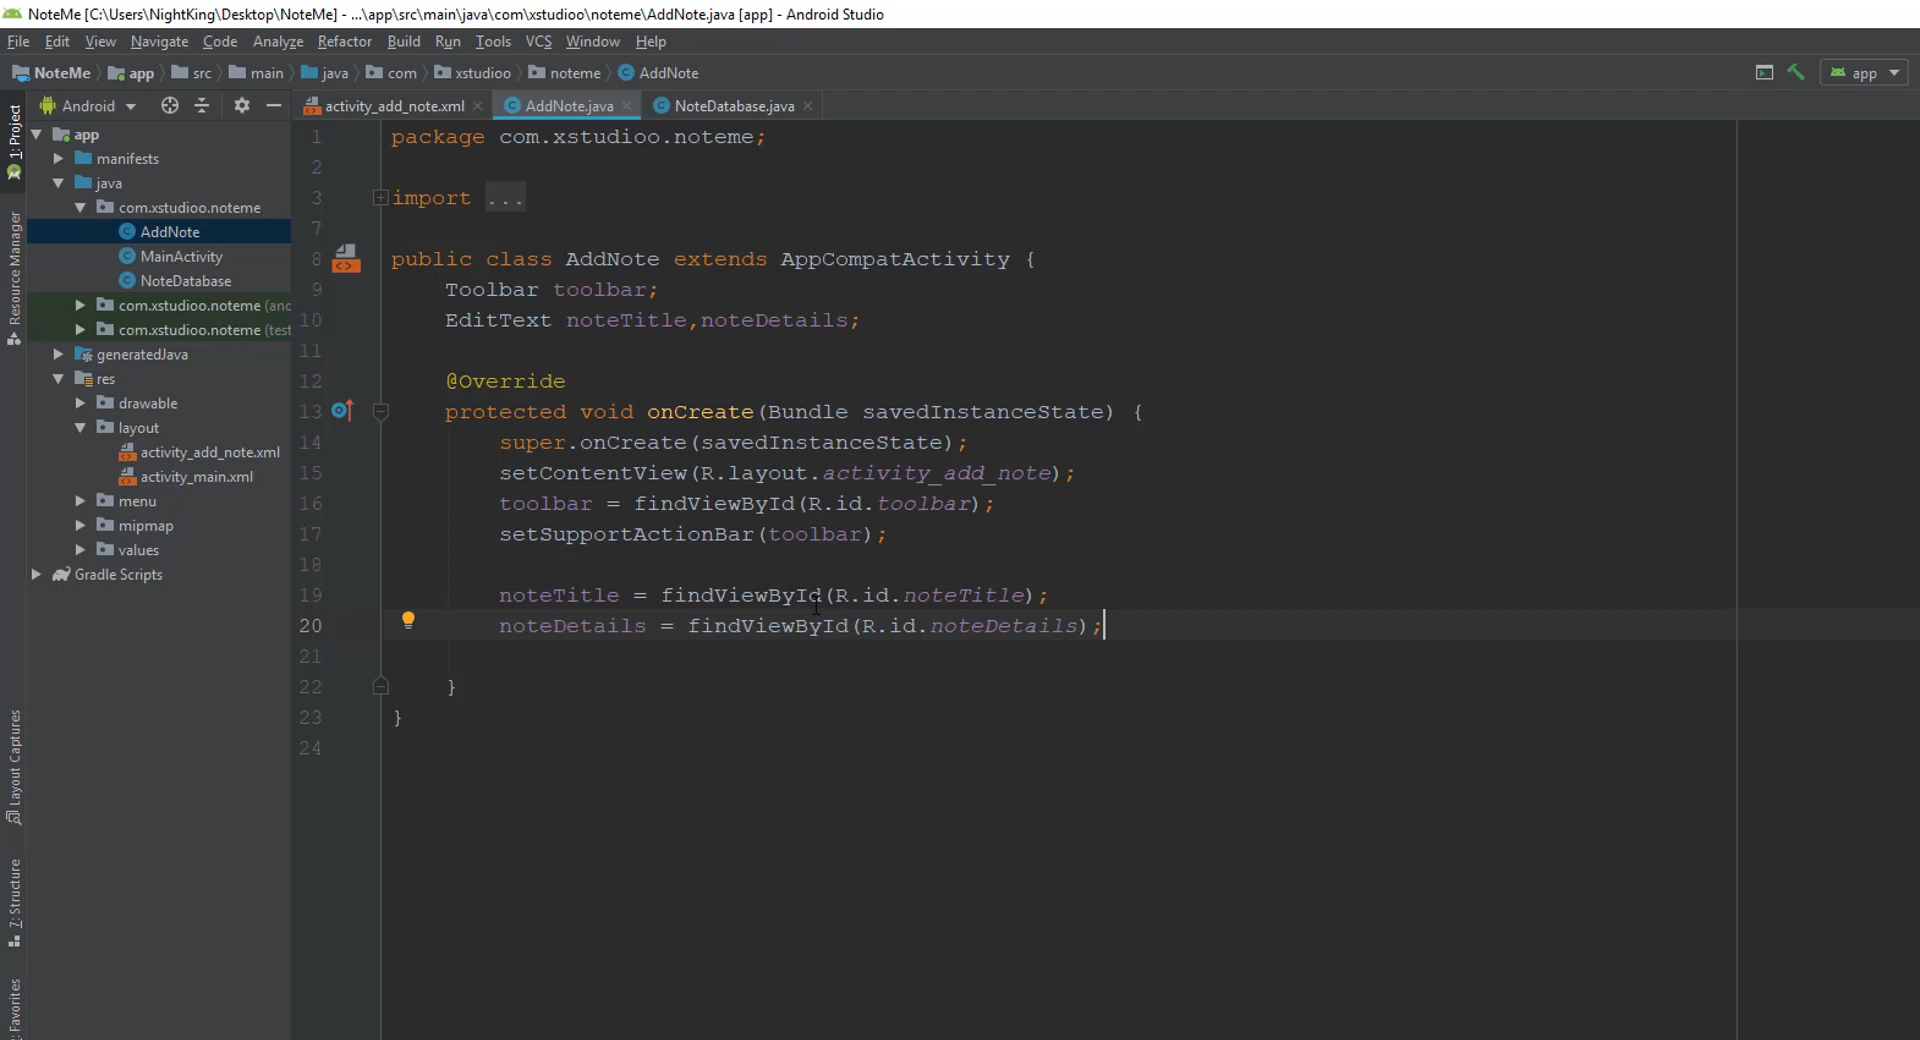 NoteMe [C:\Users\NightKing\Desktop\NoteMe] - ...\app\src\main\java\com\xstudioo\noteme\AddNote.java [app] - Android Studio
File Edit View Navigate Code Analyze Refactor Build Run Tools VCS Window Help
NoteMe app src main java com xstudioo noteme AddNote app
Android activity_add_note.xml AddNote.java NoteDatabase.java
1: Project
Resource Manager
Layout Captures
7: Structure
Favorites
app
manifests
java
com.xstudioo.noteme
AddNote
MainActivity
NoteDatabase
com.xstudioo.noteme (and
com.xstudioo.noteme (test
generatedJava
res
drawable
layout
activity_add_note.xml
activity_main.xml
menu
mipmap
values
Gradle Scripts
1 package com.xstudioo.noteme;
2
3 import ...
7
8 public class AddNote extends AppCompatActivity {
9 Toolbar toolbar;
10 EditText noteTitle,noteDetails;
11
12 @Override
13 protected void onCreate(Bundle savedInstanceState) {
14 super.onCreate(savedInstanceState);
15 setContentView(R.layout.activity_add_note);
16 toolbar = findViewById(R.id.toolbar);
17 setSupportActionBar(toolbar);
18
19 noteTitle = findViewById(R.id.noteTitle);
20 noteDetails = findViewById(R.id.noteDetails);
21
22 }
23 }
24